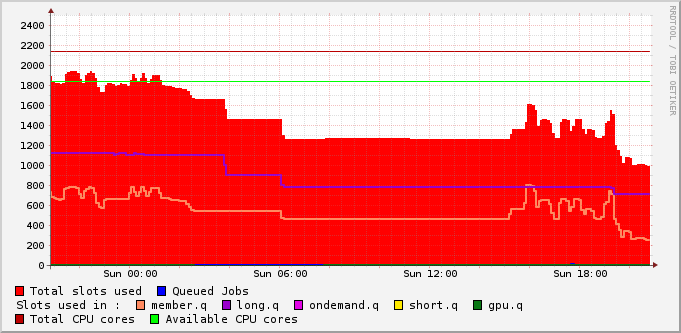 RRDTOOL / TOBI OETIKER
2400
2200
2000
1800
1600
1400
1200
1000
800
600
400
200
0
Sun 00:00 Sun 06:00 Sun 12:00 Sun 18:00
Total slots used Queued Jobs
Slots used in : member.q long.q ondemand.q short.q gpu.q
Total CPU cores Available CPU cores